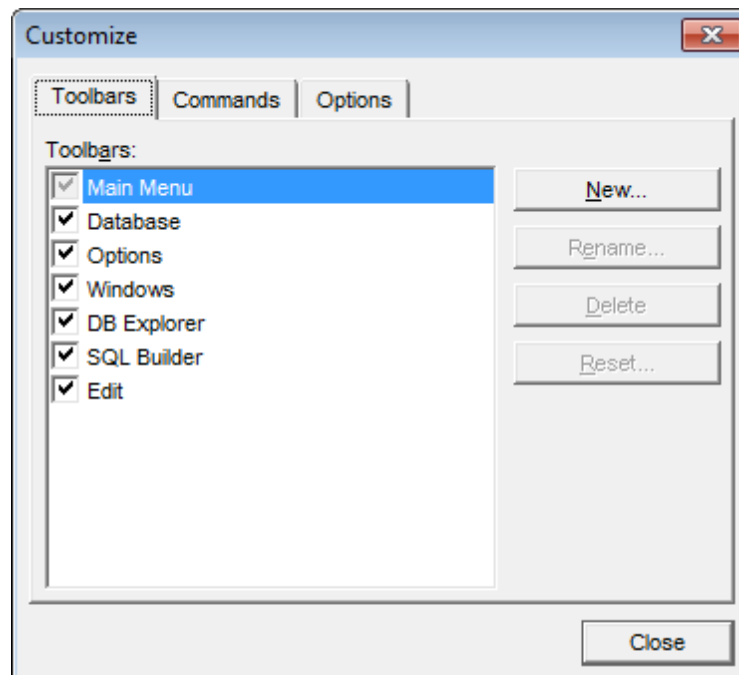 Customize
Toolbars Commands Options
Toolbars:
Main Menu
Database
Options
Windows
DB Explorer
SQL Builder
Edit
New...
Rename...
Delete
Reset...
Close